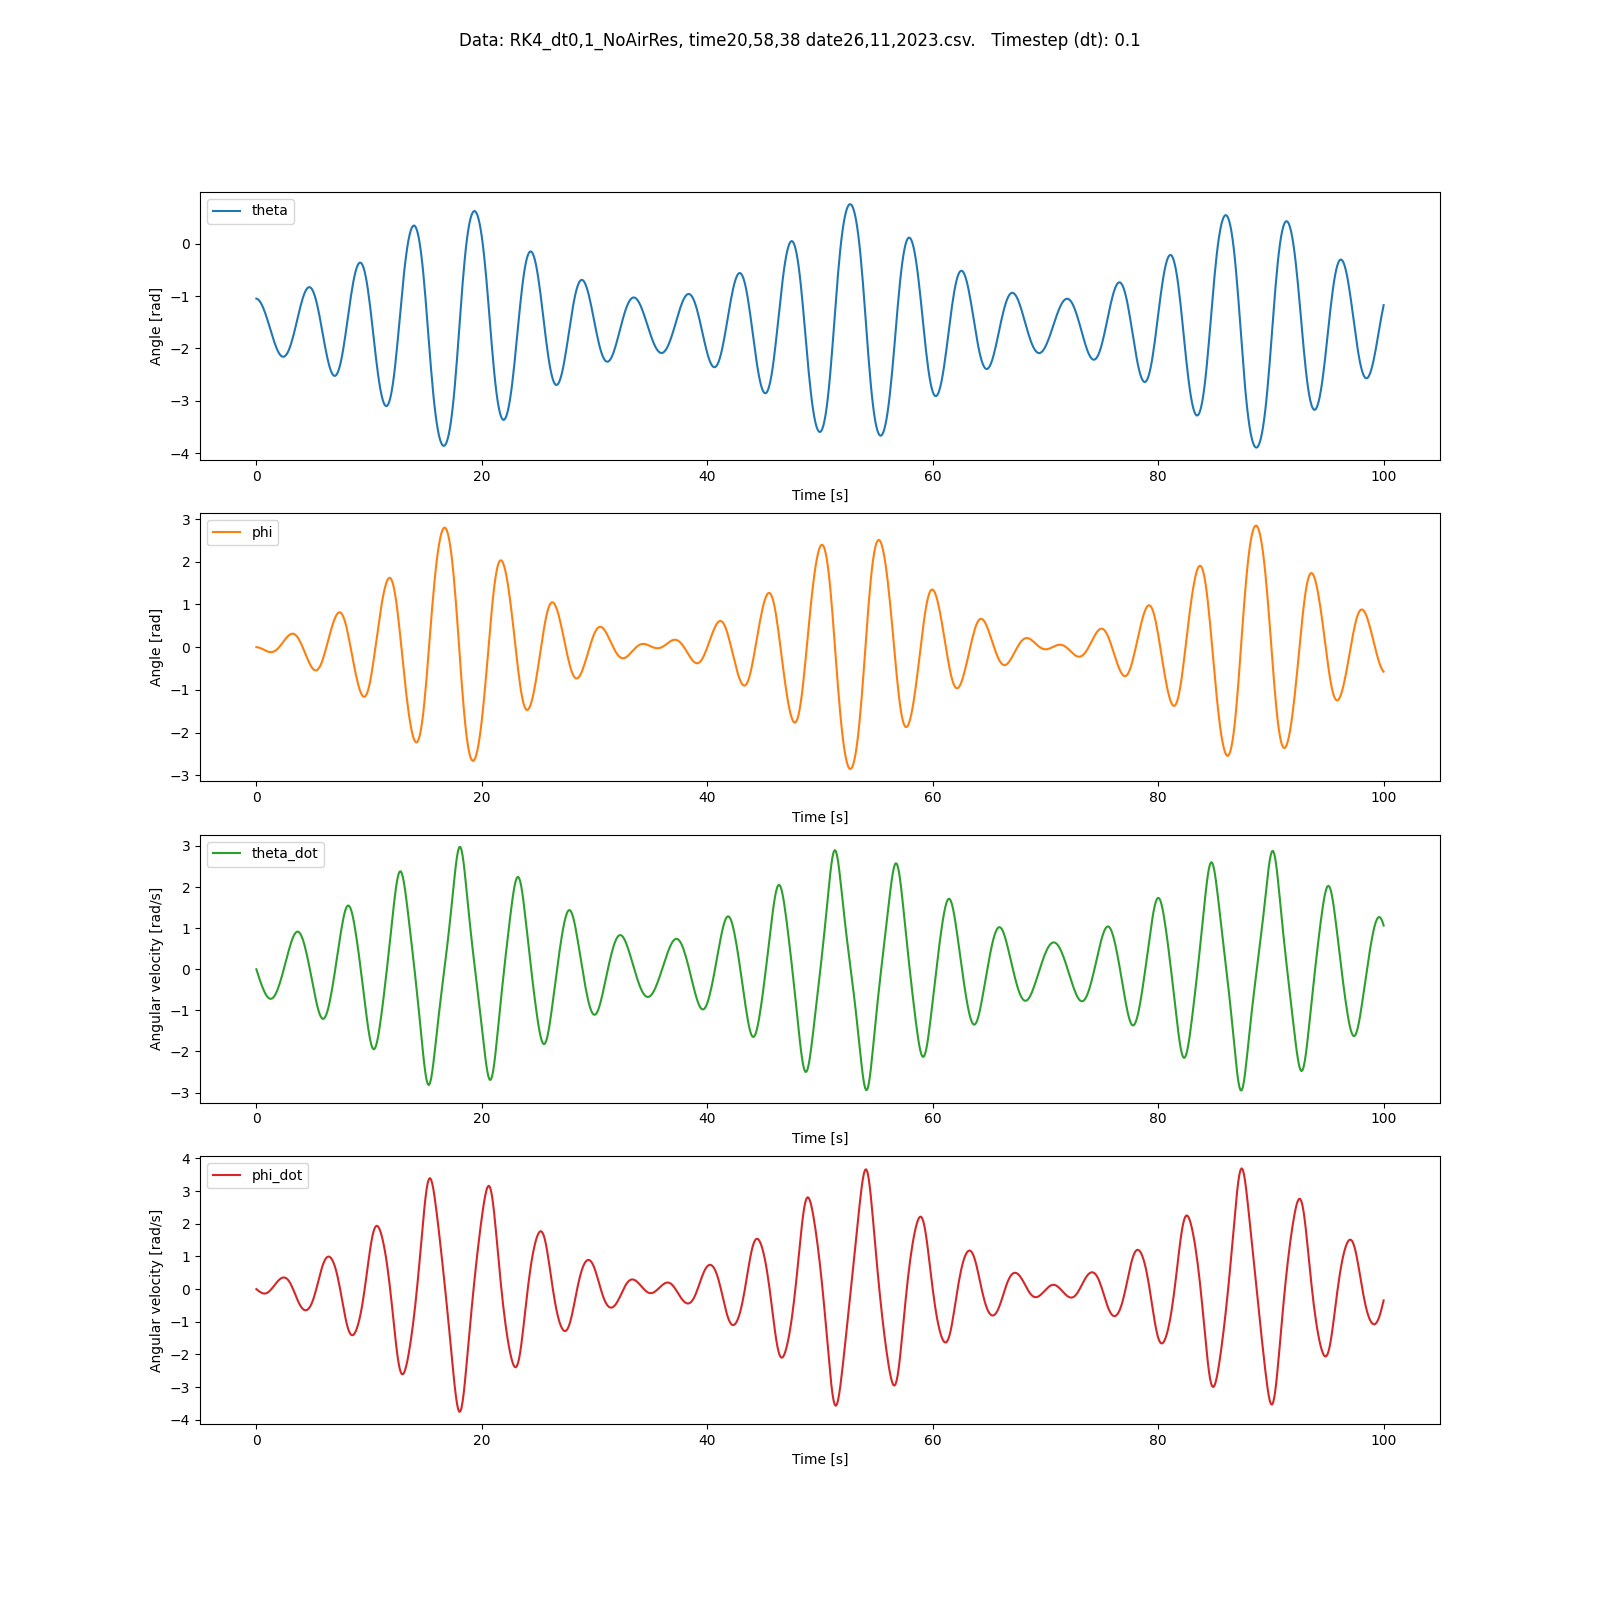 Data: RK4_dt0,1_NoAirRes, time20,58,38 date26,11,2023.csv.   Timestep (dt): 0.1
theta
Angle [rad]
0
−1
−2
−3
−4
0 20 40 60 80 100
Time [s]
phi
Angle [rad]
3
2
1
0
−1
−2
−3
0 20 40 60 80 100
Time [s]
theta_dot
Angular velocity [rad/s]
3
2
1
0
−1
−2
−3
0 20 40 60 80 100
Time [s]
phi_dot
Angular velocity [rad/s]
4
3
2
1
0
−1
−2
−3
−4
0 20 40 60 80 100
Time [s]